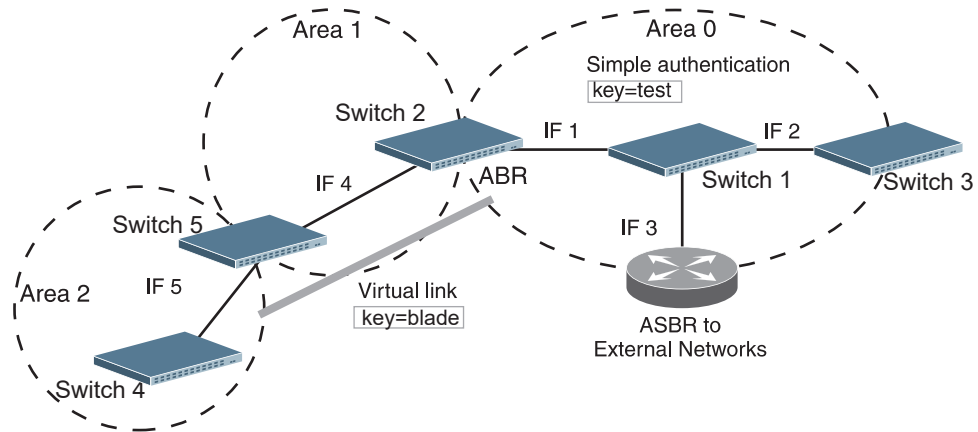 Area 1
Area 0
Simple authentication
key=test
Switch 2
IF 1
IF 2
ABR
Switch 1
Switch 3
IF 4
Switch 5
IF 3
Area 2
IF 5
Virtual link
key=blade
Switch 4
ASBR to
External Networks